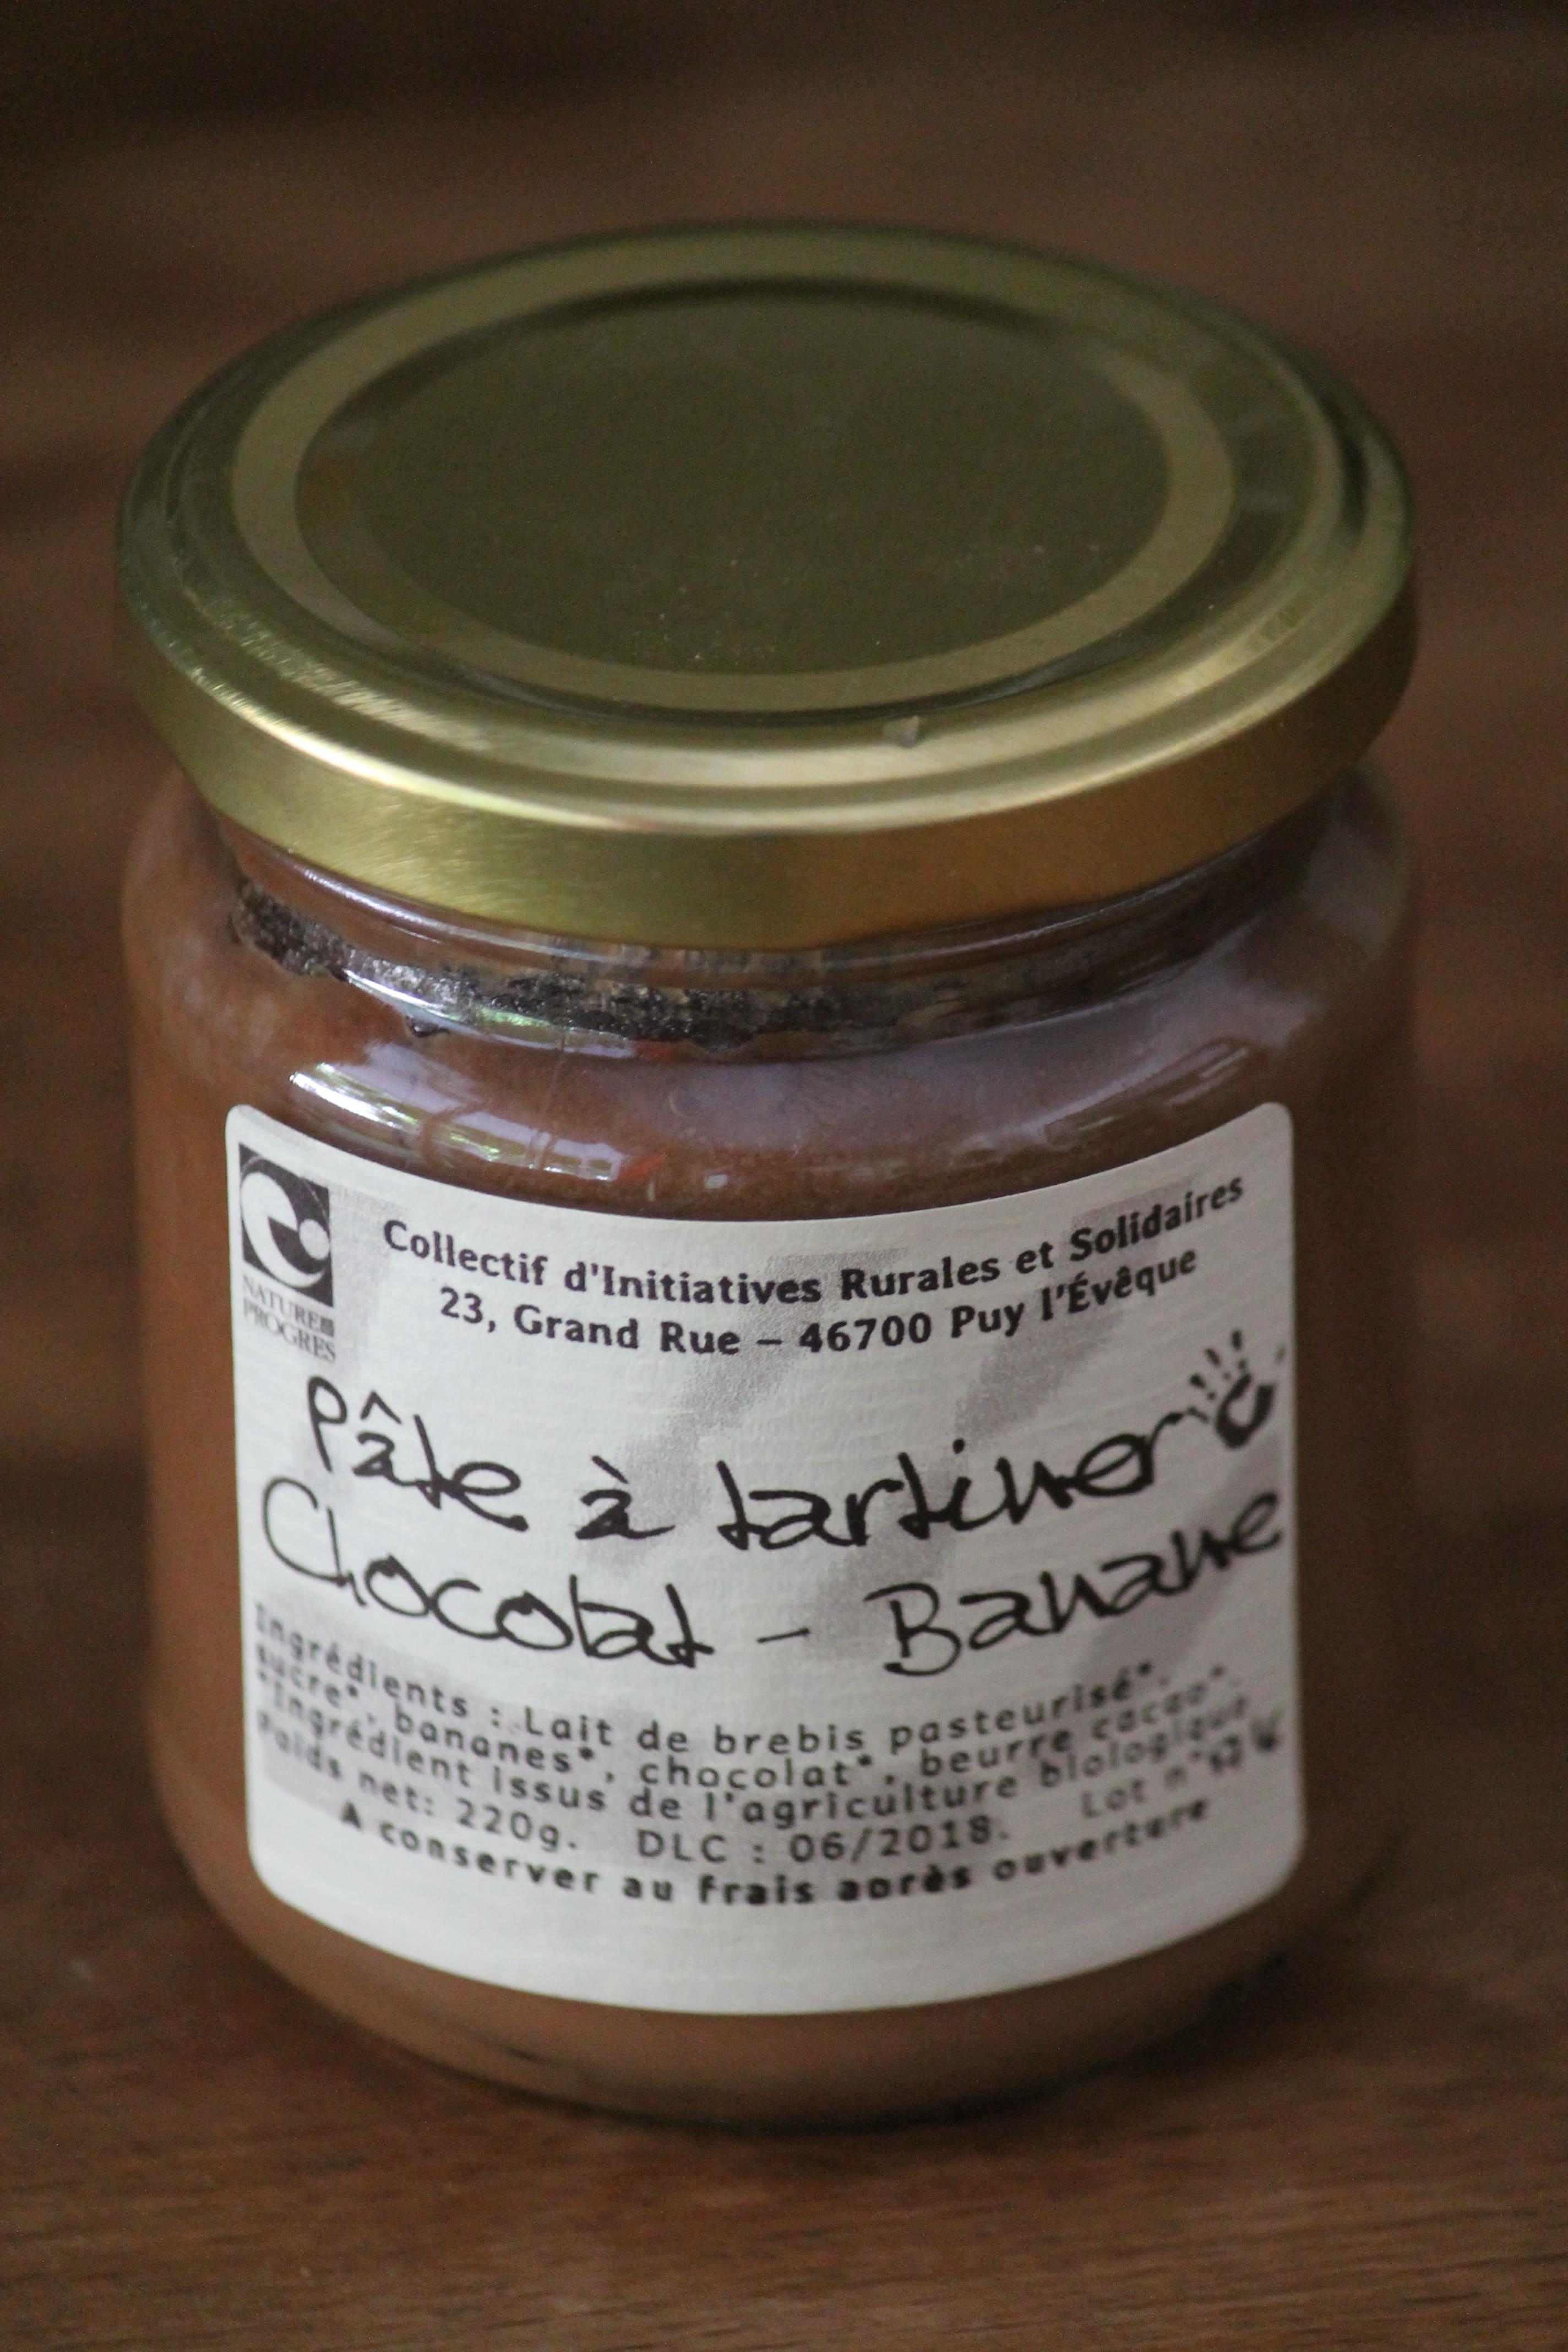 NATURE
PROGRES
Collectif d'Initiatives Rurales et Solidaires
23, Grand Rue – 46700 Puy l'Évêque
Pâte à tartiner
Chocolat - Banane
Ingrédients : Lait de brebis pasteurisé*,
sucre*, bananes*, chocolat*, beurre cacao*.
*Ingrédient issus de l'agriculture biologique
Poids net: 220g. DLC : 06/2018. Lot n°
A conserver au frais après ouverture